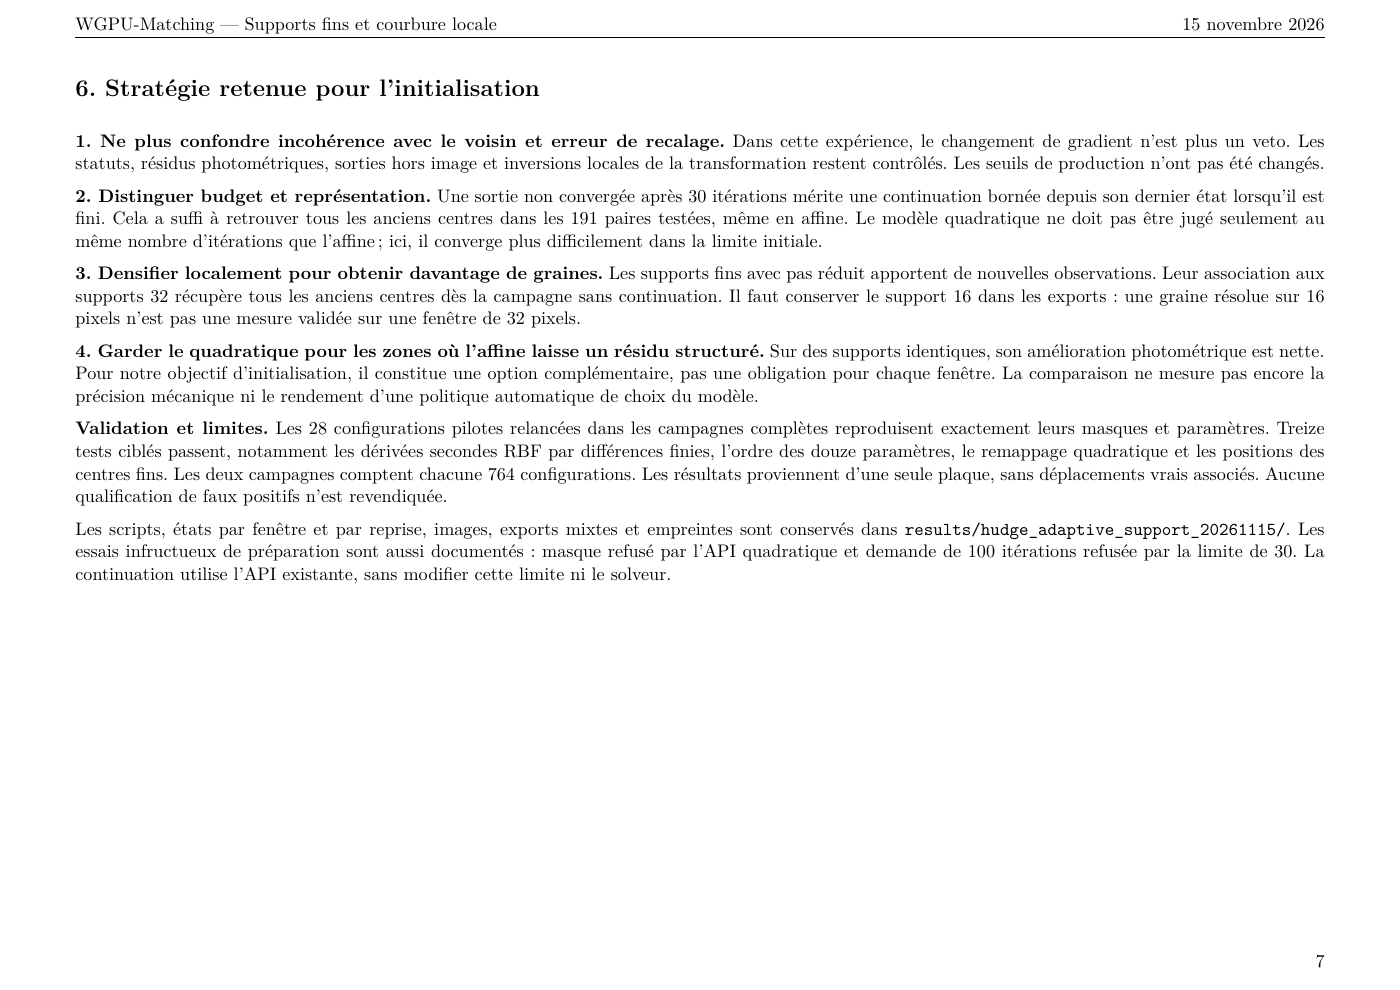 WGPU-Matching — Supports fins et courbure locale
15 novembre 2026
6. Stratégie retenue pour l'initialisation
1. Ne plus confondre incohérence avec le voisin et erreur de recalage. Dans cette expérience, le changement de gradient n'est plus un veto. Les
statuts, résidus photométriques, sorties hors image et inversions locales de la transformation restent contrôlés. Les seuils de production n'ont pas été changés.
2. Distinguer budget et représentation. Une sortie non convergée après 30 itérations mérite une continuation bornée depuis son dernier état lorsqu'il est
fini. Cela a suffi à retrouver tous les anciens centres dans les 191 paires testées, même en affine. Le modèle quadratique ne doit pas être jugé seulement au
même nombre d'itérations que l'affine ; ici, il converge plus difficilement dans la limite initiale.
3. Densifier localement pour obtenir davantage de graines. Les supports fins avec pas réduit apportent de nouvelles observations. Leur association aux
supports 32 récupère tous les anciens centres dès la campagne sans continuation. Il faut conserver le support 16 dans les exports : une graine résolue sur 16
pixels n'est pas une mesure validée sur une fenêtre de 32 pixels.
4. Garder le quadratique pour les zones où l'affine laisse un résidu structuré. Sur des supports identiques, son amélioration photométrique est nette.
Pour notre objectif d'initialisation, il constitue une option complémentaire, pas une obligation pour chaque fenêtre. La comparaison ne mesure pas encore la
précision mécanique ni le rendement d'une politique automatique de choix du modèle.
Validation et limites. Les 28 configurations pilotes relancées dans les campagnes complètes reproduisent exactement leurs masques et paramètres. Treize
tests ciblés passent, notamment les dérivées secondes RBF par différences finies, l'ordre des douze paramètres, le remappage quadratique et les positions des
centres fins. Les deux campagnes comptent chacune 764 configurations. Les résultats proviennent d'une seule plaque, sans déplacements vrais associés. Aucune
qualification de faux positifs n'est revendiquée.
Les scripts, états par fenêtre et par reprise, images, exports mixtes et empreintes sont conservés dans results/hudge_adaptive_support_20261115/. Les
essais infructueux de préparation sont aussi documentés : masque refusé par l'API quadratique et demande de 100 itérations refusée par la limite de 30. La
continuation utilise l'API existante, sans modifier cette limite ni le solveur.
7